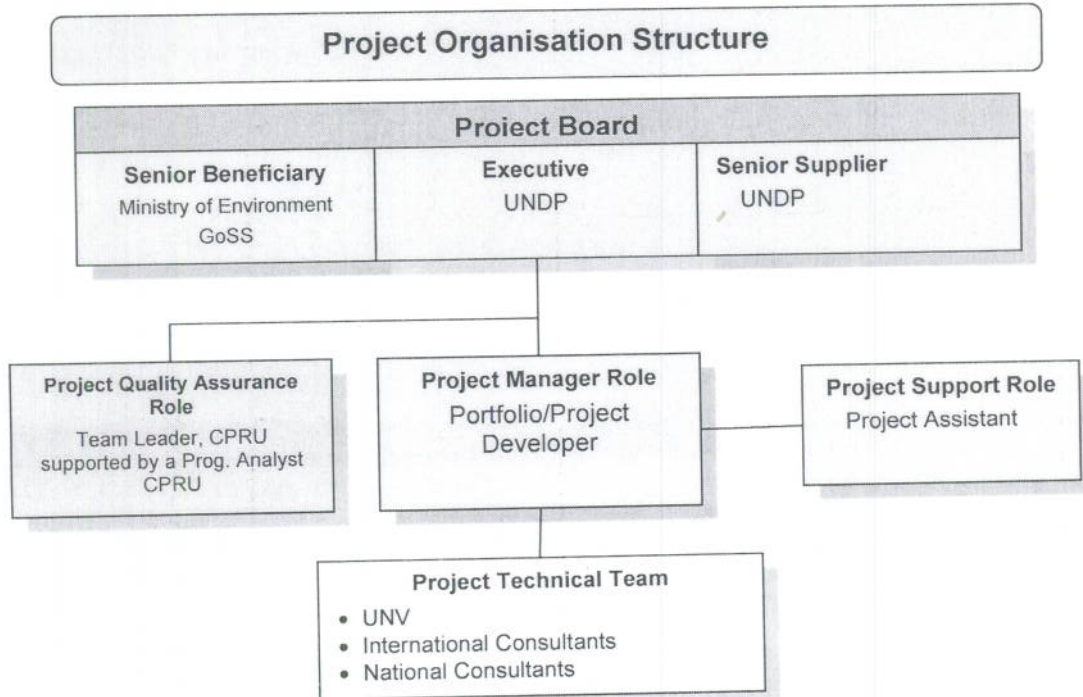 Project Organisation Structure
Project Board
Senior Beneficiary
Ministry of Environment
GoSS
Executive
UNDP
Senior Supplier
UNDP
Project Quality Assurance
Role
Team Leader, CPRU
supported by a Prog. Analyst
CPRU
Project Manager Role
Portfolio/Project
Developer
Project Support Role
Project Assistant
Project Technical Team
• UNV
• International Consultants
• National Consultants